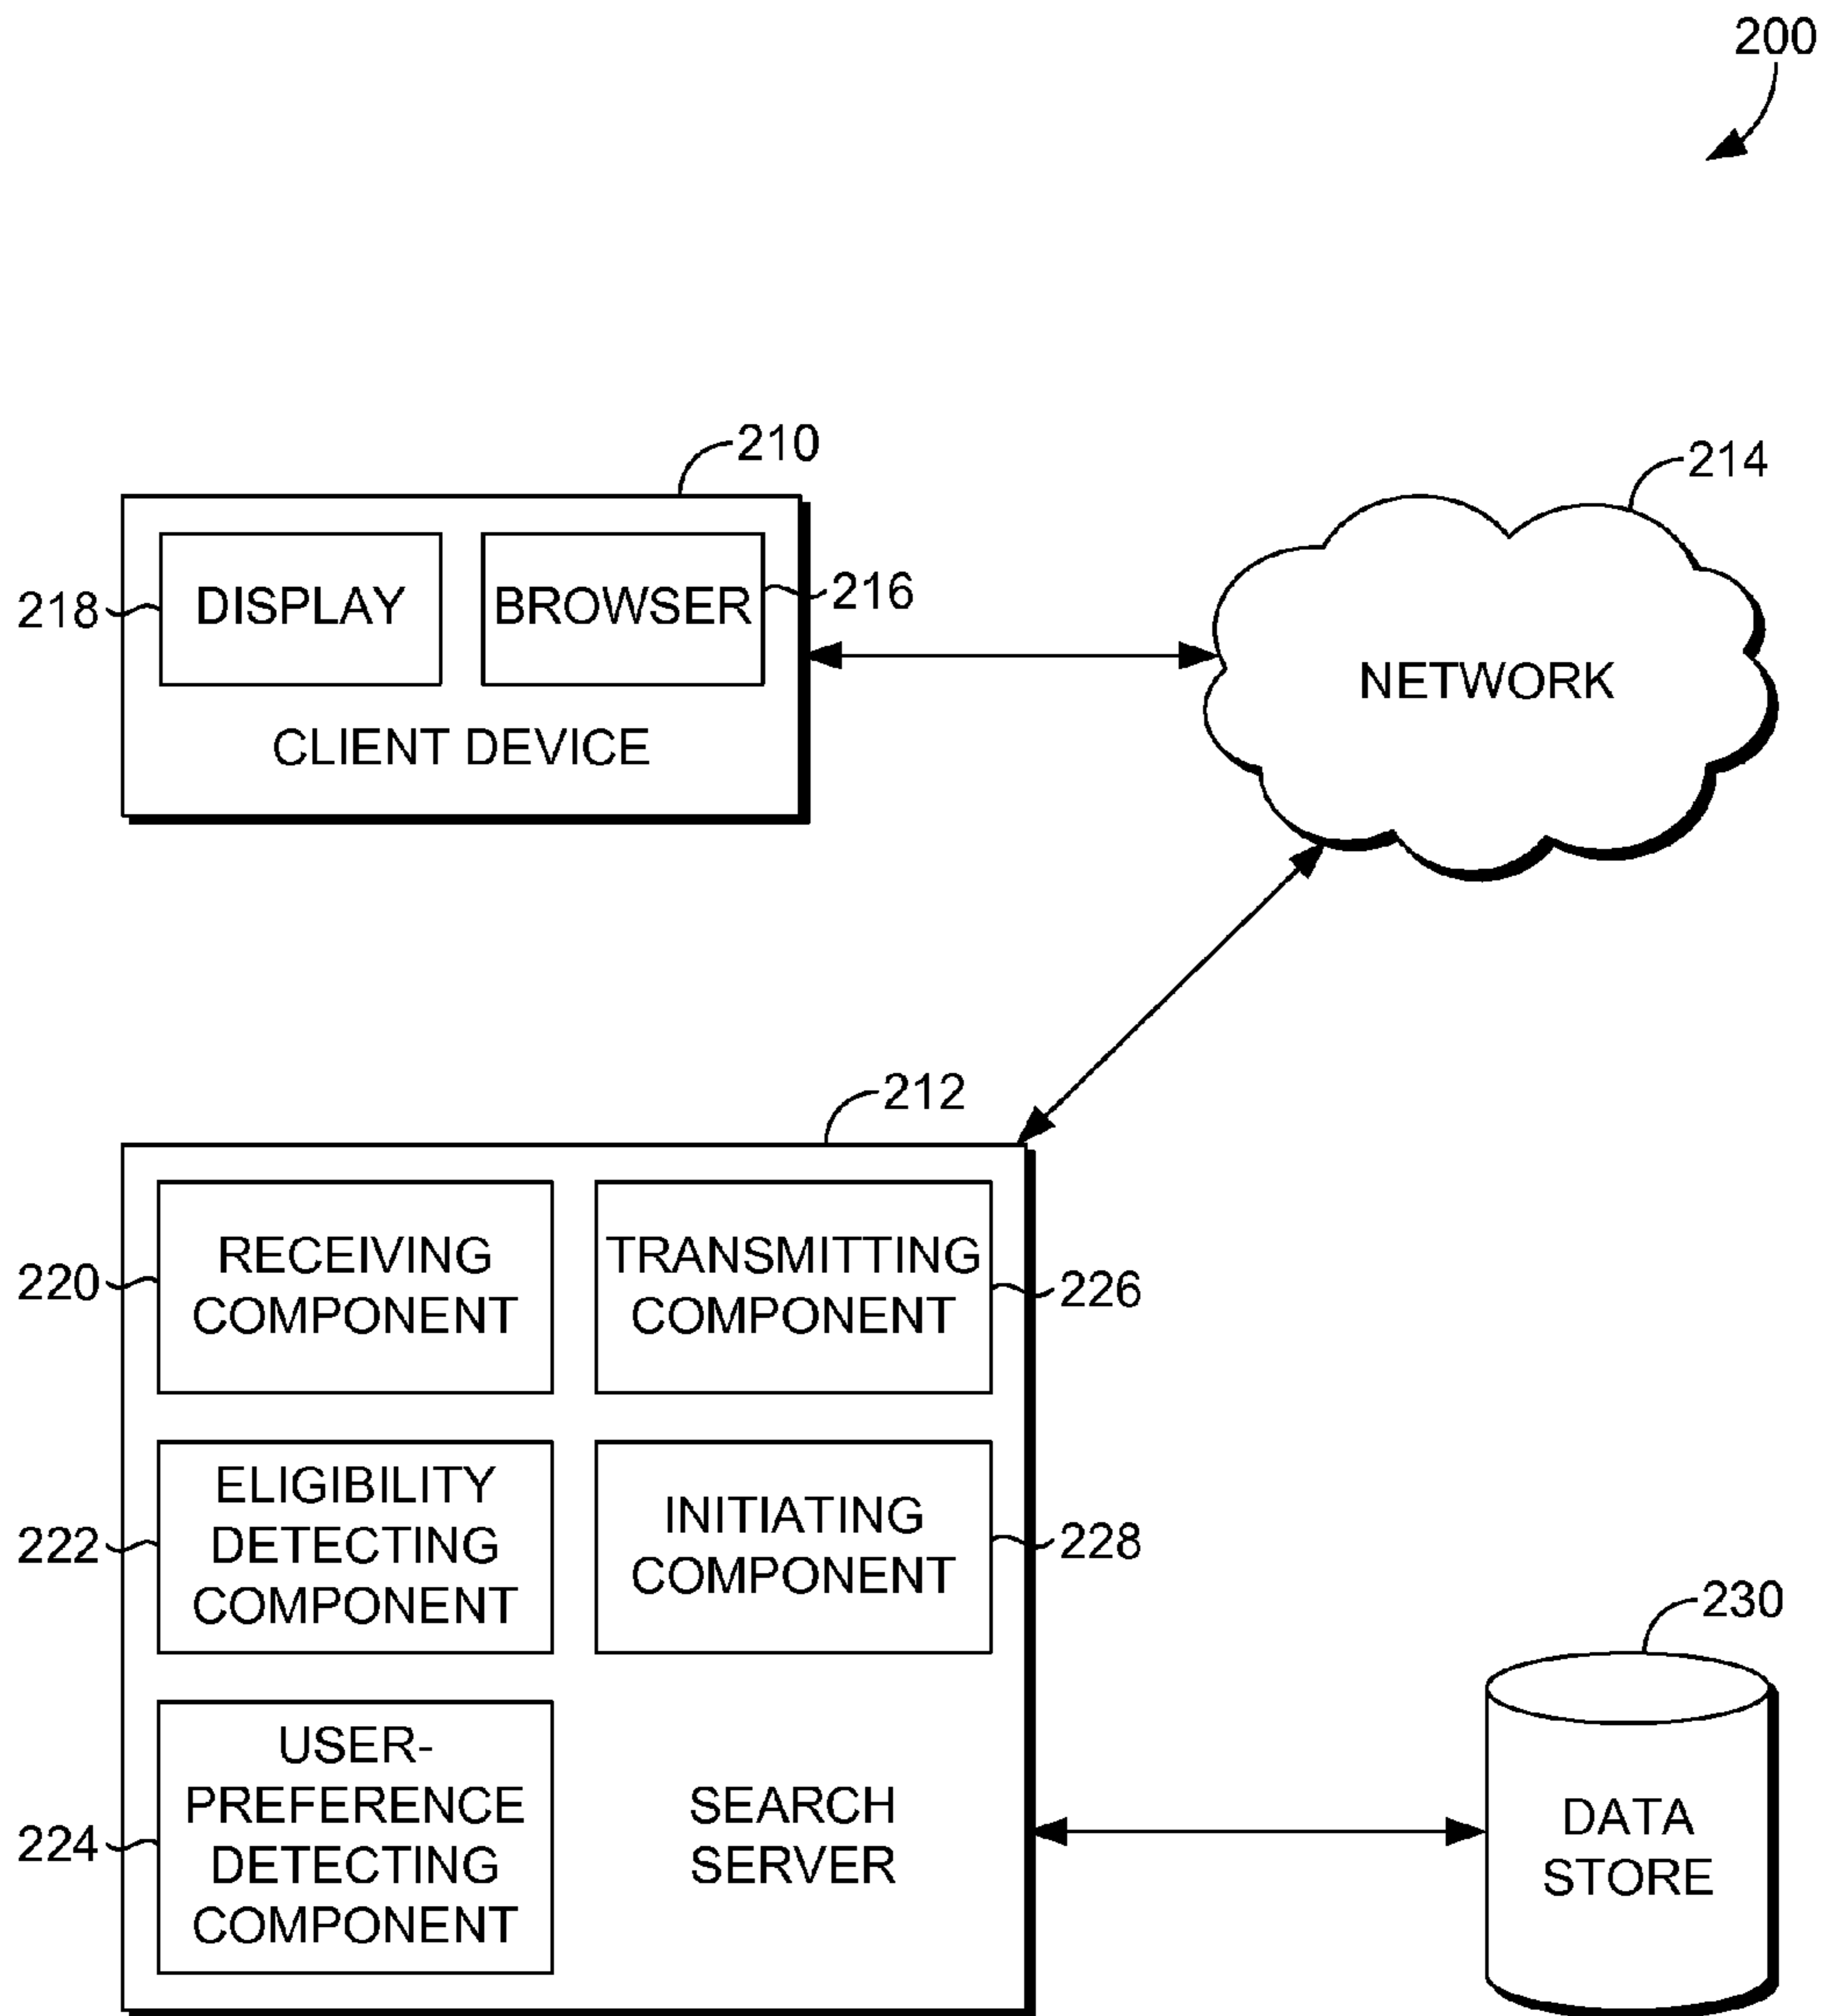 200
210
214
218
DISPLAY
BROWSER
216
CLIENT DEVICE
NETWORK
212
220
RECEIVING
COMPONENT
TRANSMITTING
COMPONENT
226
222
ELIGIBILITY
DETECTING
COMPONENT
INITIATING
COMPONENT
228
230
224
USER-
PREFERENCE
DETECTING
COMPONENT
SEARCH
SERVER
DATA
STORE